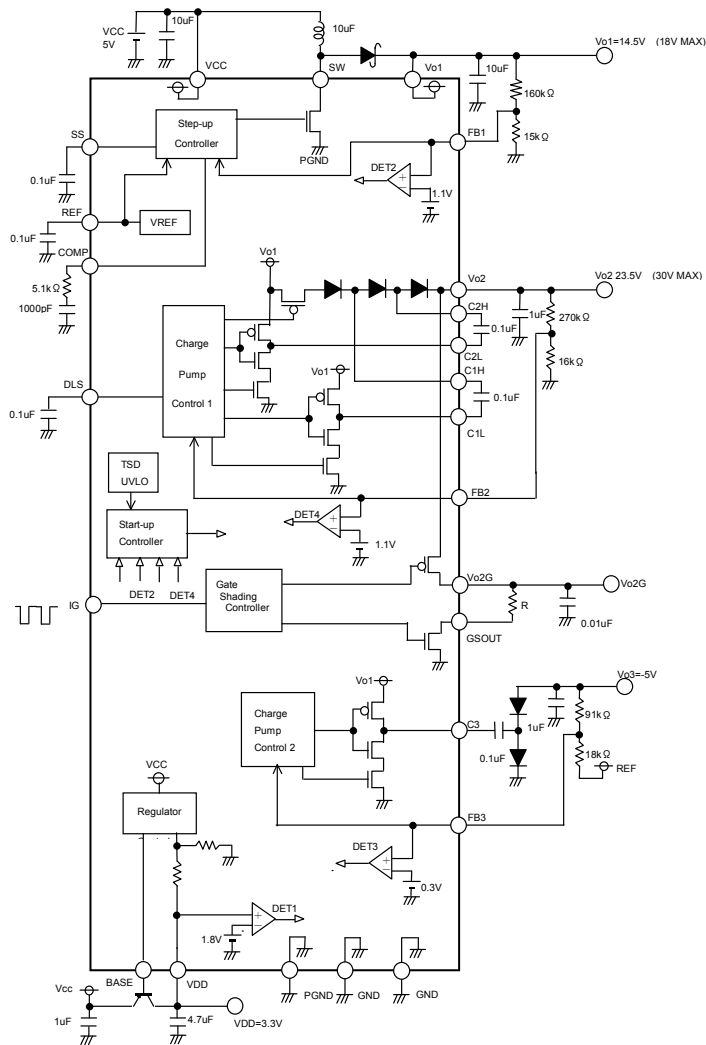 10uF
VCC
5V
10uF
Vo1=14.5V (18V MAX)
VCC
SW
Vo1
10uF
160kΩ
SS
Step-up
Controller
PGND
FB1
15kΩ
DET2
0.1uF
1.1V
REF
VREF
0.1uF
COMP
Vo1
Vo2
Vo2 23.5V (30V MAX)
5.1kΩ
1000pF
C2H
1uF
270kΩ
0.1uF
Charge
Pump
Control 1
C2L
Vo1
C1H
16kΩ
DLS
0.1uF
0.1uF
C1L
TSD
UVLO
FB2
DET4
Start-up
Controller
1.1V
DET2 DET4
Gate
Shading
Controller
Vo2G
Vo2G
IG
R
0.01uF
GSOUT
Vo1
Vo3=-5V
Charge
Pump
Control 2
C3
1uF
91kΩ
0.1uF
18kΩ
REF
VCC
Regulator
FB3
DET3
0.3V
DET1
1.8V
BASE
VDD
PGND
GND
GND
Vcc
1uF
4.7uF
VDD=3.3V